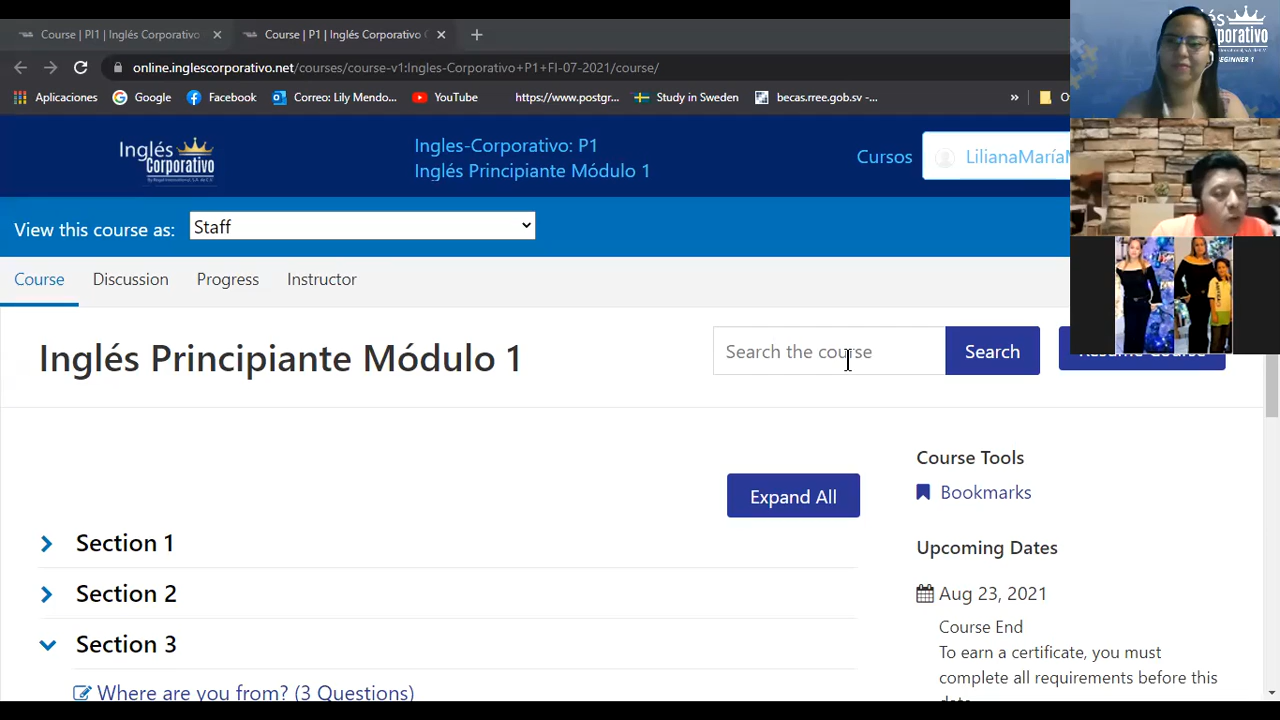 Course | PI1 | Inglés Corporativo
Course | P1 | Inglés Corporativo
online.inglescorporativo.net/courses/course-v1:Ingles-Corporativo+P1+FI-07-2021/course/
Aplicaciones
Google
Facebook
Correo: Lily Mendo...
YouTube
https://www.postgr...
Study in Sweden
becas.rree.gob.sv -...
»
Inglés
Corporativo
Ingles-Corporativo: P1
Inglés Principiante Módulo 1
Cursos
LilianaMaría
View this course as:
Staff
Course
Discussion
Progress
Instructor
Inglés Principiante Módulo 1
Search the course
Search
Resume Course
Expand All
Section 1
Section 2
Section 3
Where are you from? (3 Questions)
Course Tools
Bookmarks
Upcoming Dates
Aug 23, 2021
Course End
To earn a certificate, you must
complete all requirements before this
BEGINNER 1